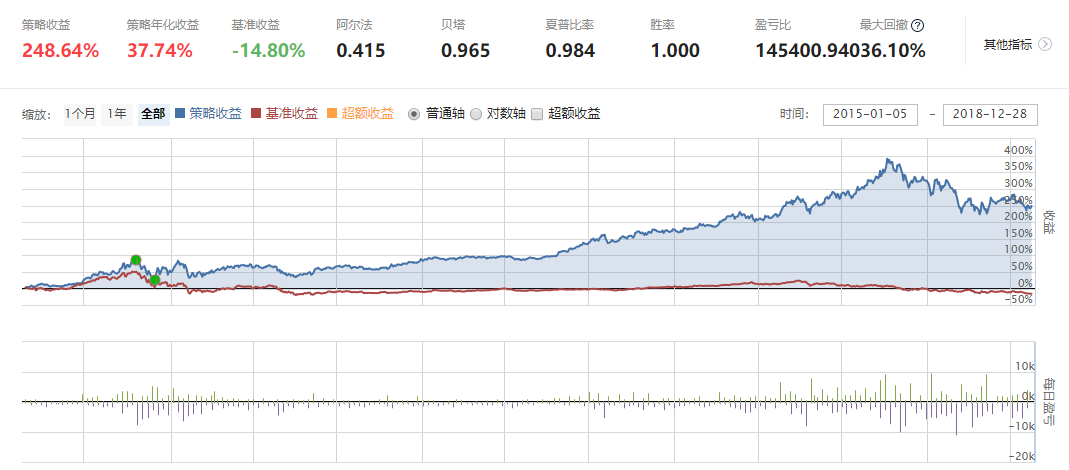 策略收益 策略年化收益 基准收益 阿尔法 贝塔 夏普比率 胜率 盈亏比 最大回撤 ?
248.64% 37.74% -14.80% 0.415 0.965 0.984 1.000 145400.94036.10%
其他指标
缩放: 1个月 1年 全部 策略收益 基准收益 超额收益 普通轴 对数轴 超额收益 时间: 2015-01-05 - 2018-12-28
400%
350%
300%
250%
200%
150%
100%
50%
0%
-50%
收益
10k
0k
-10k
-20k
每日盈亏